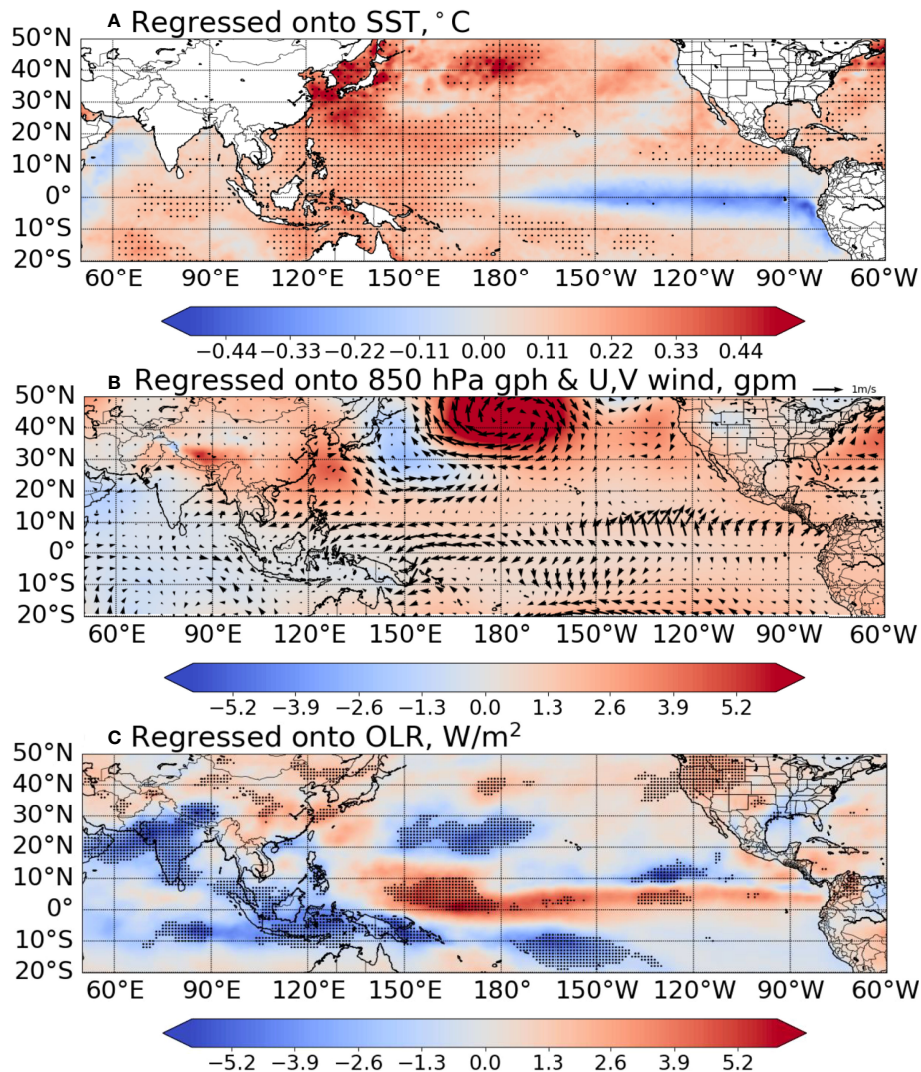 A Regressed onto SST, °C
50°N
40°N
30°N
20°N
10°N
0°
10°S
20°S
60°E 90°E 120°E 150°E 180° 150°W 120°W 90°W 60°W
−0.44 −0.33 −0.22 −0.11 0.00 0.11 0.22 0.33 0.44
B Regressed onto 850 hPa gph & U,V wind, gpm 1m/s
50°N
40°N
30°N
20°N
10°N
0°
10°S
20°S
60°E 90°E 120°E 150°E 180° 150°W 120°W 90°W 60°W
−5.2 −3.9 −2.6 −1.3 0.0 1.3 2.6 3.9 5.2
C Regressed onto OLR, W/m²
50°N
40°N
30°N
20°N
10°N
0°
10°S
20°S
60°E 90°E 120°E 150°E 180° 150°W 120°W 90°W 60°W
−5.2 −3.9 −2.6 −1.3 0.0 1.3 2.6 3.9 5.2